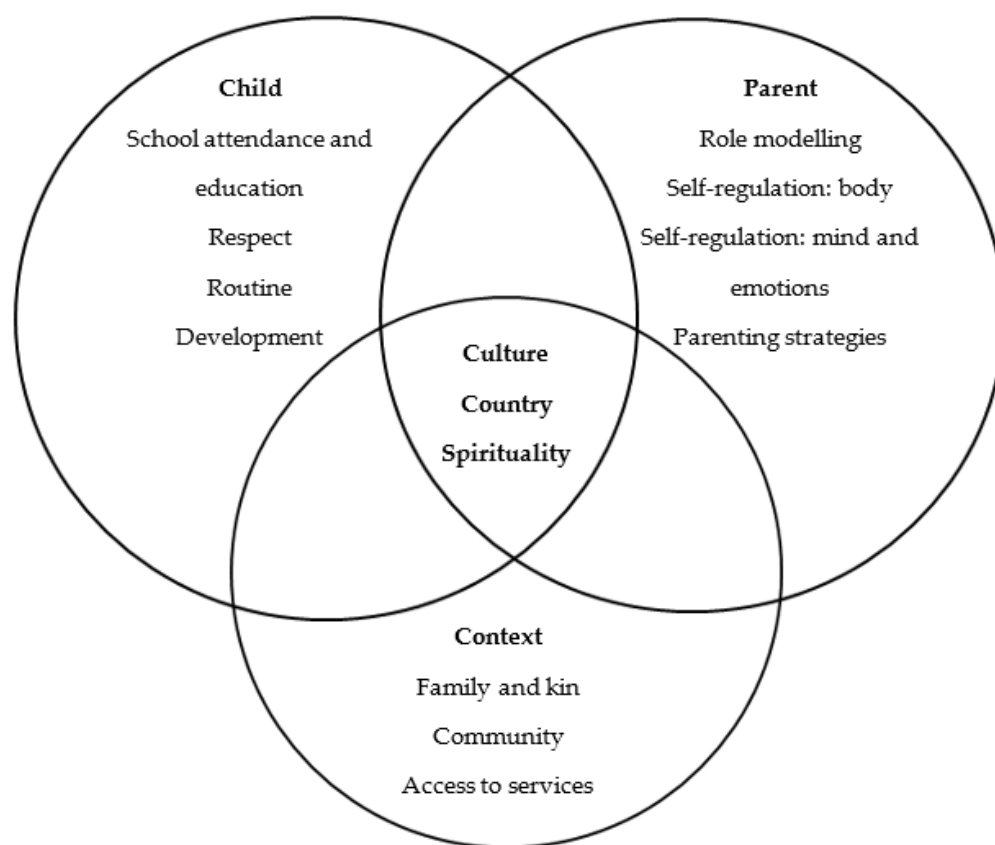 Child
School attendance and
education
Respect
Routine
Development
Parent
Role modelling
Self-regulation: body
Self-regulation: mind and
emotions
Parenting strategies
Culture
Country
Spirituality
Context
Family and kin
Community
Access to services